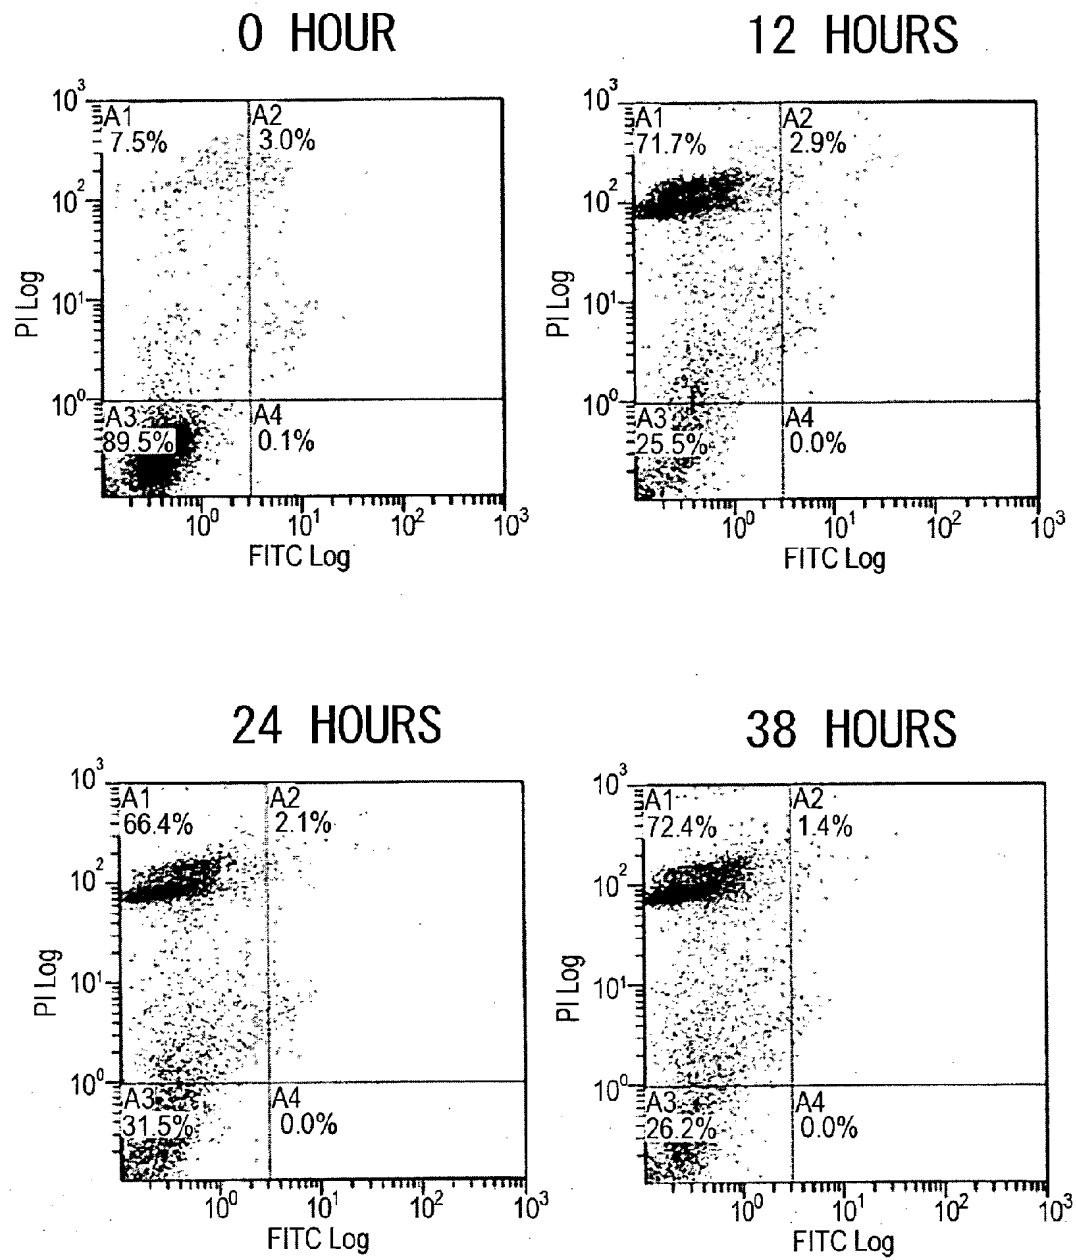 0 HOUR
10³
A1
7.5%
A2
3.0%
10²
10¹
10⁰
PI Log
A3
89.5%
A4
0.1%
10⁰ 10¹ 10² 10³
FITC Log
12 HOURS
10³
A1
71.7%
A2
2.9%
10²
10¹
10⁰
PI Log
A3
25.5%
A4
0.0%
10⁰ 10¹ 10² 10³
FITC Log
24 HOURS
10³
A1
66.4%
A2
2.1%
10²
10¹
10⁰
PI Log
A3
31.5%
A4
0.0%
10⁰ 10¹ 10² 10³
FITC Log
38 HOURS
10³
A1
72.4%
A2
1.4%
10²
10¹
10⁰
PI Log
A3
26.2%
A4
0.0%
10⁰ 10¹ 10² 10³
FITC Log